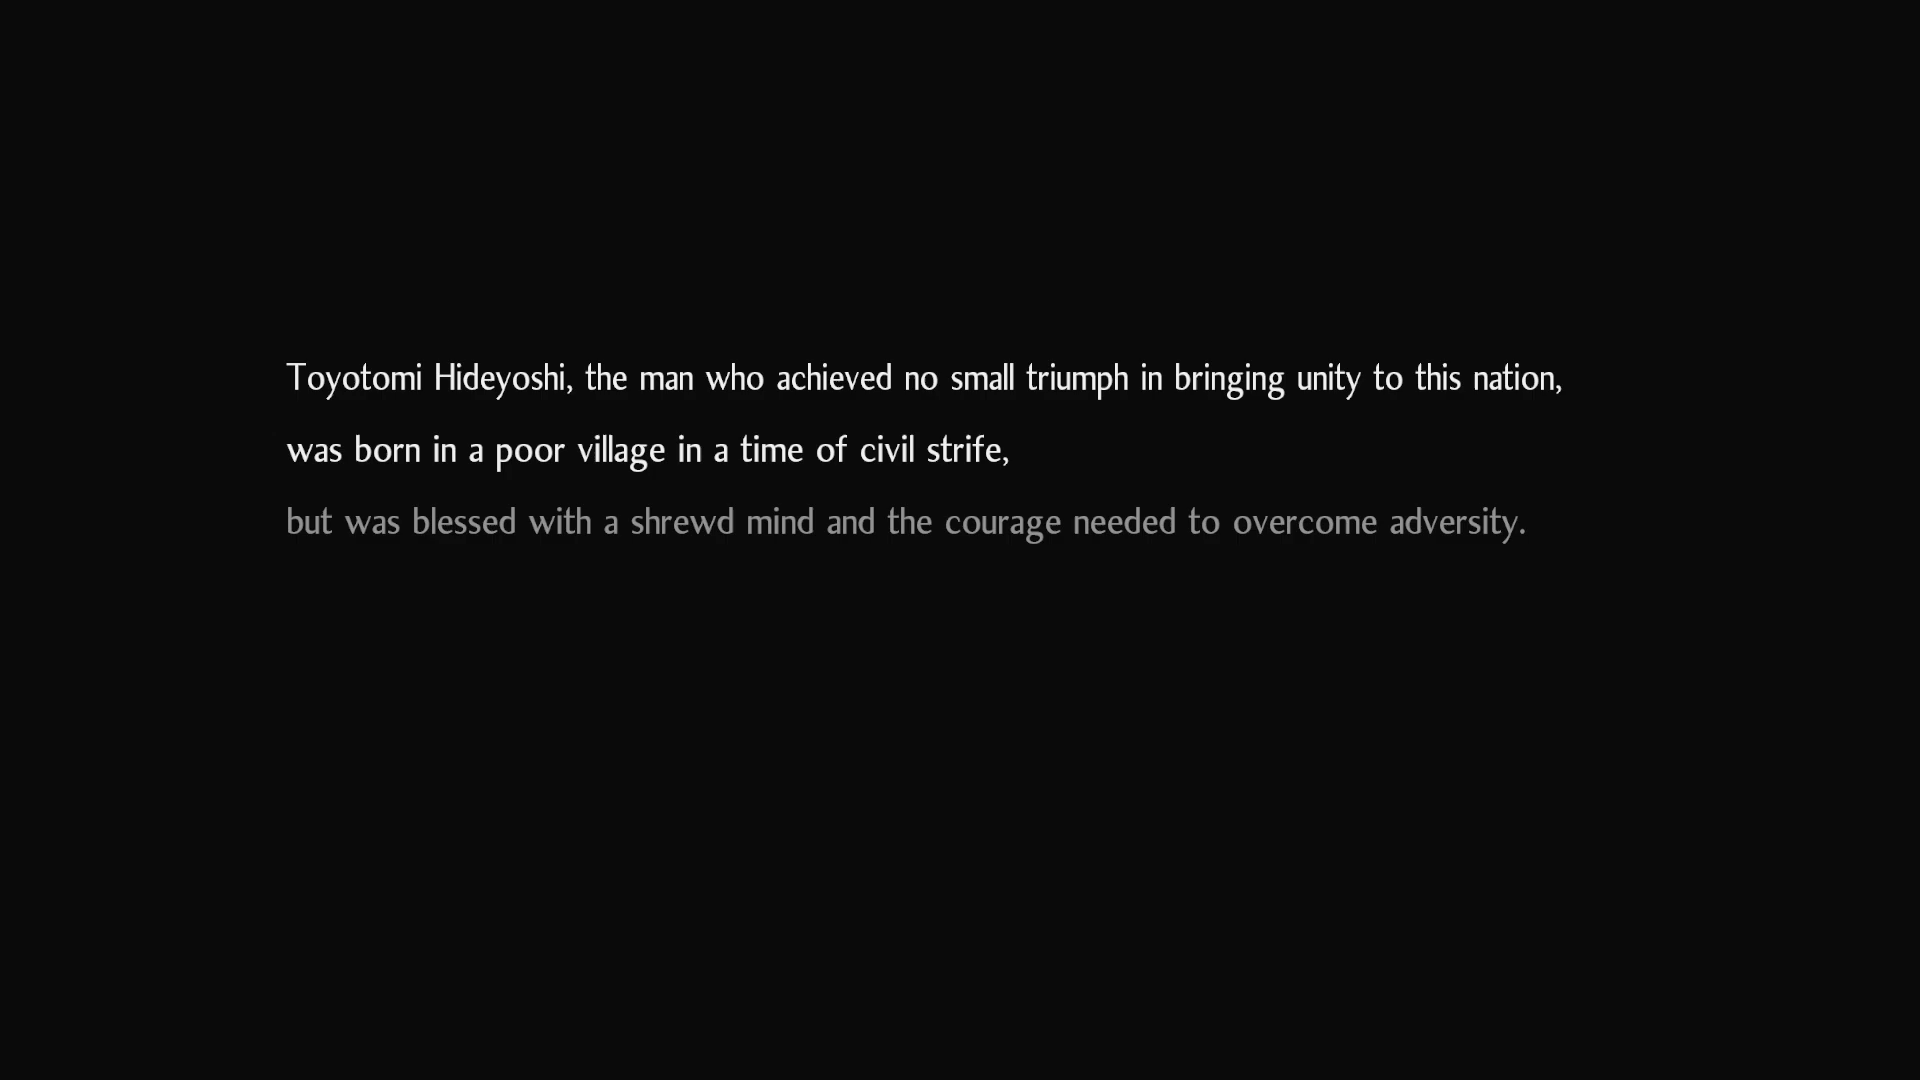 Toyotomi Hideyoshi, the man who achieved no small triumph in bringing unity to this nation,
was born in a poor village in a time of civil strife,
but was blessed with a shrewd mind and the courage needed to overcome adversity.